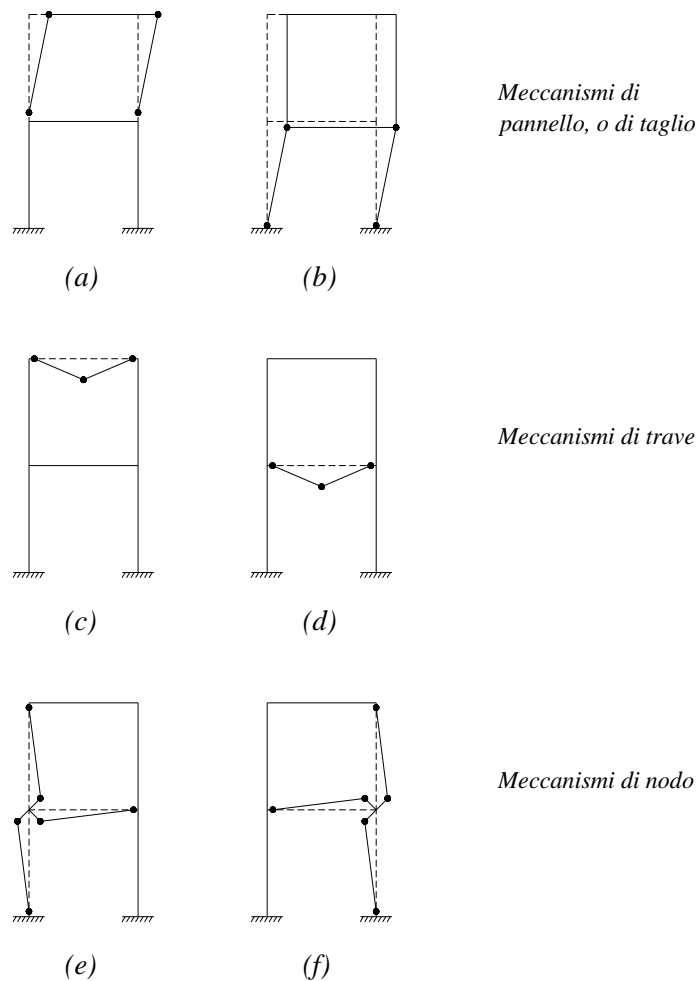 Meccanismi di
pannello, o di taglio
(a)
(b)
Meccanismi di trave
(c)
(d)
Meccanismi di nodo
(e)
(f)